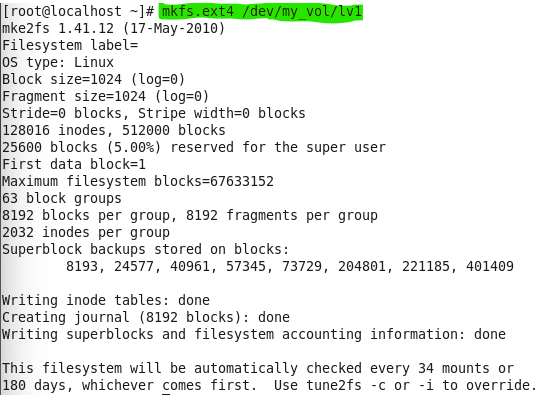 [root@localhost ~]# mkfs.ext4 /dev/my_vol/lv1
mke2fs 1.41.12 (17-May-2010)
Filesystem label=
OS type: Linux
Block size=1024 (log=0)
Fragment size=1024 (log=0)
Stride=0 blocks, Stripe width=0 blocks
128016 inodes, 512000 blocks
25600 blocks (5.00%) reserved for the super user
First data block=1
Maximum filesystem blocks=67633152
63 block groups
8192 blocks per group, 8192 fragments per group
2032 inodes per group
Superblock backups stored on blocks:
8193, 24577, 40961, 57345, 73729, 204801, 221185, 401409
Writing inode tables: done
Creating journal (8192 blocks): done
Writing superblocks and filesystem accounting information: done
This filesystem will be automatically checked every 34 mounts or
180 days, whichever comes first.  Use tune2fs -c or -i to override.